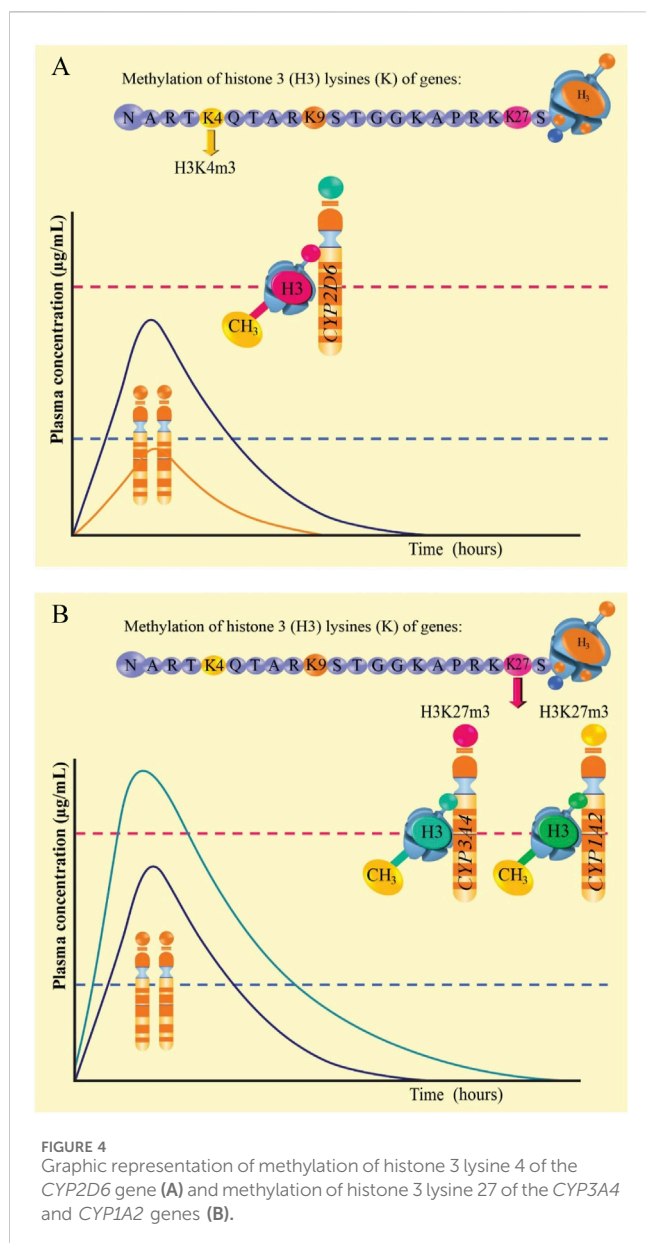 A
Methylation of histone 3 (H3) lysines (K) of genes:
N A R T K4 Q T A R K9 S T G G K A P R K K27 S
H3
H3K4m3
H3
CH3
CYP2D6
Plasma concentration (µg/mL)
Time (hours)
B
Methylation of histone 3 (H3) lysines (K) of genes:
N A R T K4 Q T A R K9 S T G G K A P R K K27 S
H3
H3K27m3 H3K27m3
H3 CYP3A4 H3 CYP1A2
CH3 CH3
Plasma concentration (µg/mL)
Time (hours)
FIGURE 4
Graphic representation of methylation of histone 3 lysine 4 of the
CYP2D6 gene (A) and methylation of histone 3 lysine 27 of the CYP3A4
and CYP1A2 genes (B).